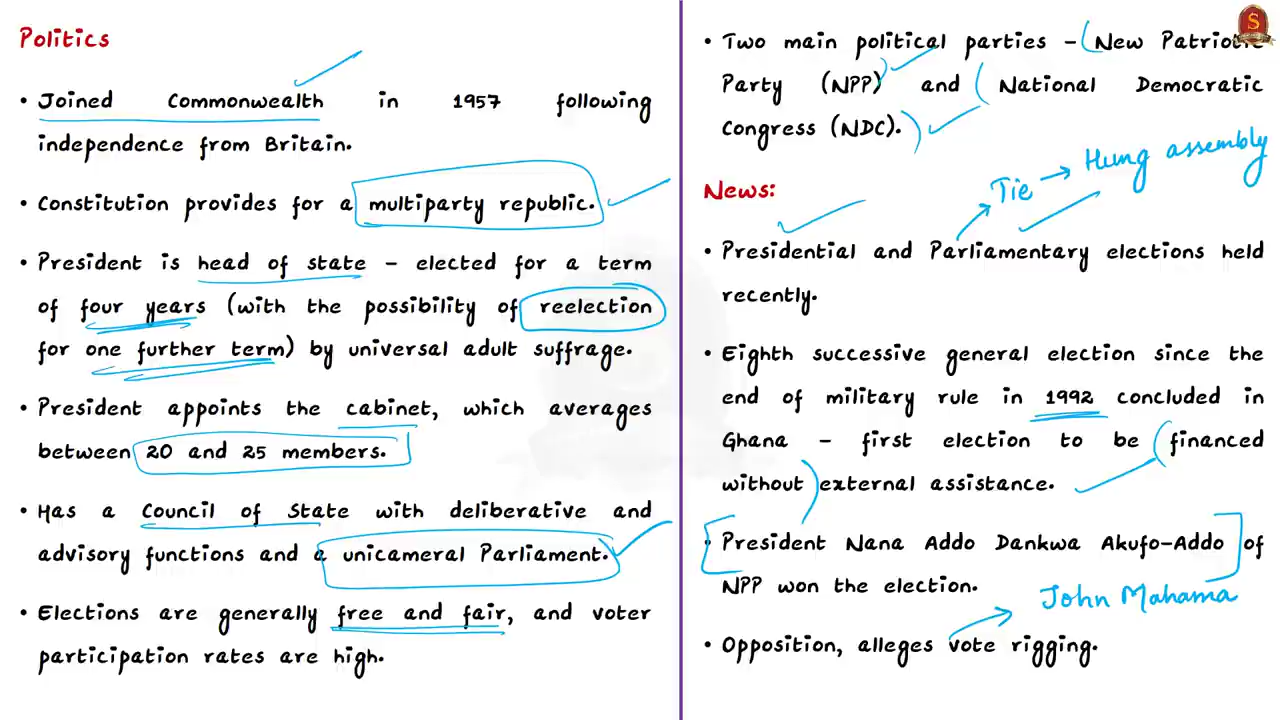 Politics
• Joined Commonwealth in 1957 following
independence from Britain.
• Constitution provides for a multiparty republic.
• President is head of state – elected for a term
of four years (with the possibility of reelection
for one further term) by universal adult suffrage.
• President appoints the cabinet, which averages
between 20 and 25 members.
• Has a Council of State with deliberative and
advisory functions and a unicameral Parliament.
• Elections are generally free and fair, and voter
participation rates are high.
• Two main political parties – New Patriotic
Party (NPP) and National Democratic
Congress (NDC).
Tie → Hung assembly
News:
• Presidential and Parliamentary elections held
recently.
• Eighth successive general election since the
end of military rule in 1992 concluded in
Ghana – first election to be financed
without external assistance.
• President Nana Addo Dankwa Akufo-Addo of
NPP won the election.
John Mahama
• Opposition, alleges vote rigging.